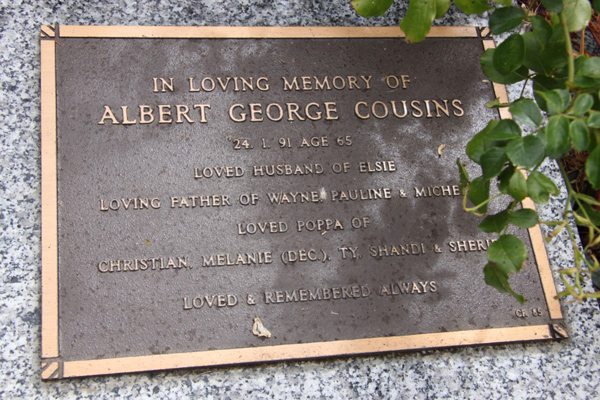 IN LOVING MEMORY OF
ALBERT GEORGE COUSINS
24. 1. 91 AGE 65
LOVED HUSBAND OF ELSIE
LOVING FATHER OF WAYNE, PAULINE &
LOVED POPPA OF
CHRISTIAN, MELANIE (DEC.), TY, SHANDI &
LOVED & REMEMBERED ALWAYS